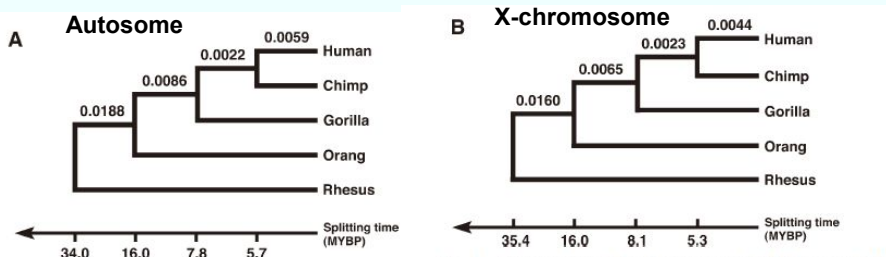 A
Autosome
0.0059
Human
0.0022
Chimp
0.0086
Gorilla
0.0188
Orang
Rhesus
Splitting time
(MYBP)
34.0 16.0 7.8 5.7
B
X-chromosome
0.0044
Human
0.0023
Chimp
0.0065
Gorilla
0.0160
Orang
Rhesus
Splitting time
(MYBP)
35.4 16.0 8.1 5.3